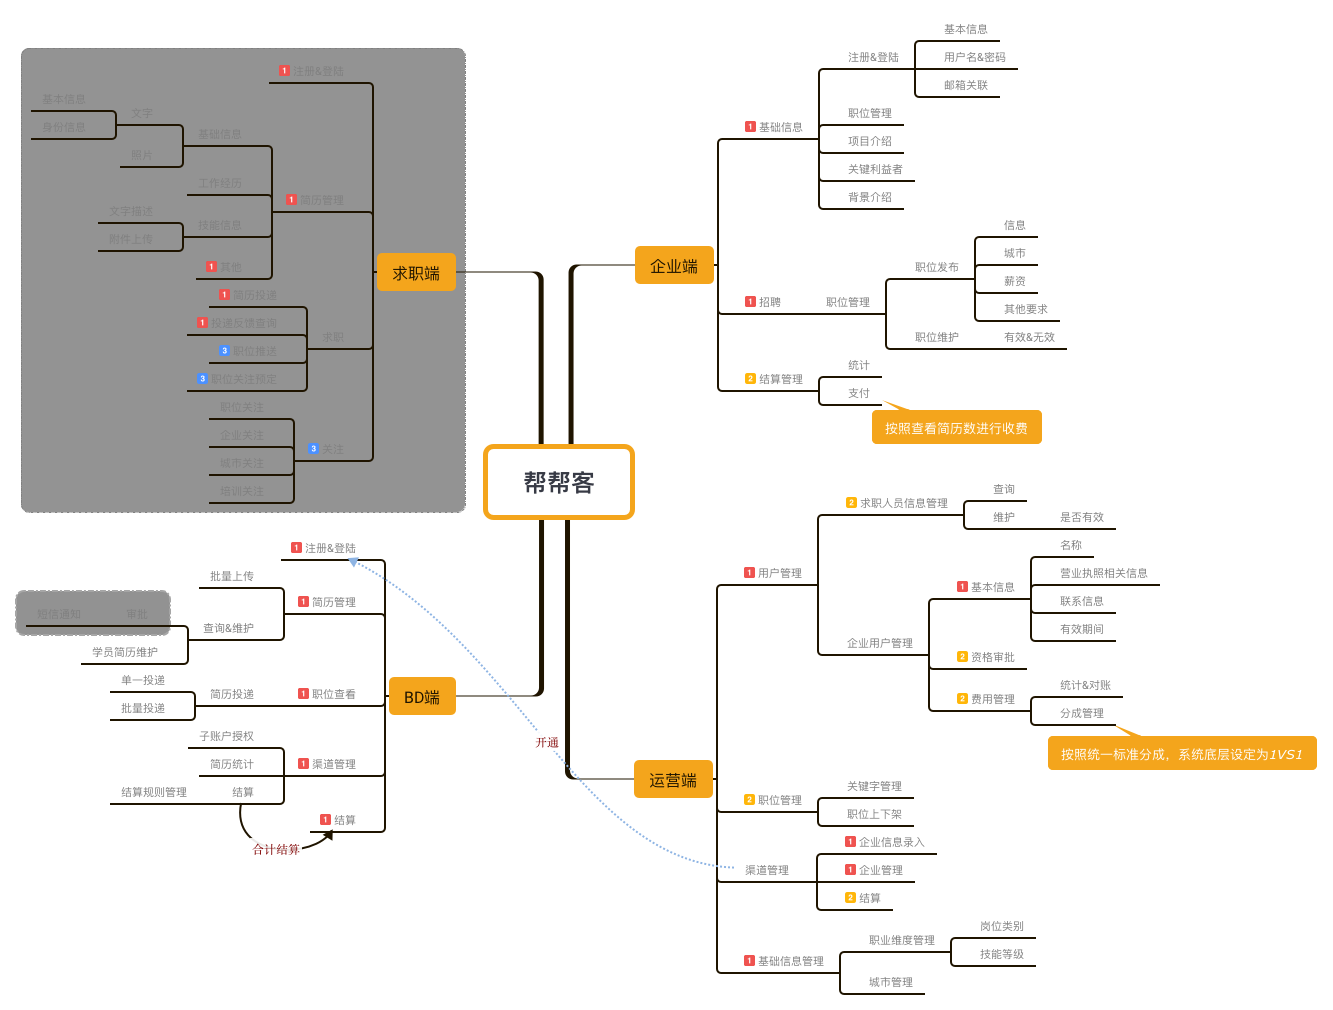 帮帮客
求职端
1 注册&登陆
1 简历管理
基础信息
文字
基本信息
身份信息
照片
工作经历
技能信息
文字描述
附件上传
1 其他
求职
1 简历投递
1 投递反馈查询
3 职位推送
3 职位关注预定
3 关注
职位关注
企业关注
城市关注
培训关注
企业端
1 基础信息
注册&登陆
基本信息
用户名&密码
邮箱关联
职位管理
项目介绍
关键利益者
背景介绍
1 招聘
职位管理
职位发布
信息
城市
薪资
其他要求
职位维护
有效&无效
2 结算管理
统计
支付
按照查看简历数进行收费
BD端
1 注册&登陆
1 简历管理
批量上传
查询&维护
审批
短信通知
学员简历维护
1 职位查看
简历投递
单一投递
批量投递
1 渠道管理
子账户授权
简历统计
结算
结算规则管理
1 结算
合计结算
开通
运营端
1 用户管理
2 求职人员信息管理
查询
维护
是否有效
企业用户管理
1 基本信息
名称
营业执照相关信息
联系信息
有效期间
2 资格审批
2 费用管理
统计&对账
分成管理
按照统一标准分成，系统底层设定为1VS1
2 职位管理
关键字管理
职位上下架
渠道管理
1 企业信息录入
1 企业管理
2 结算
1 基础信息管理
职业维度管理
岗位类别
技能等级
城市管理